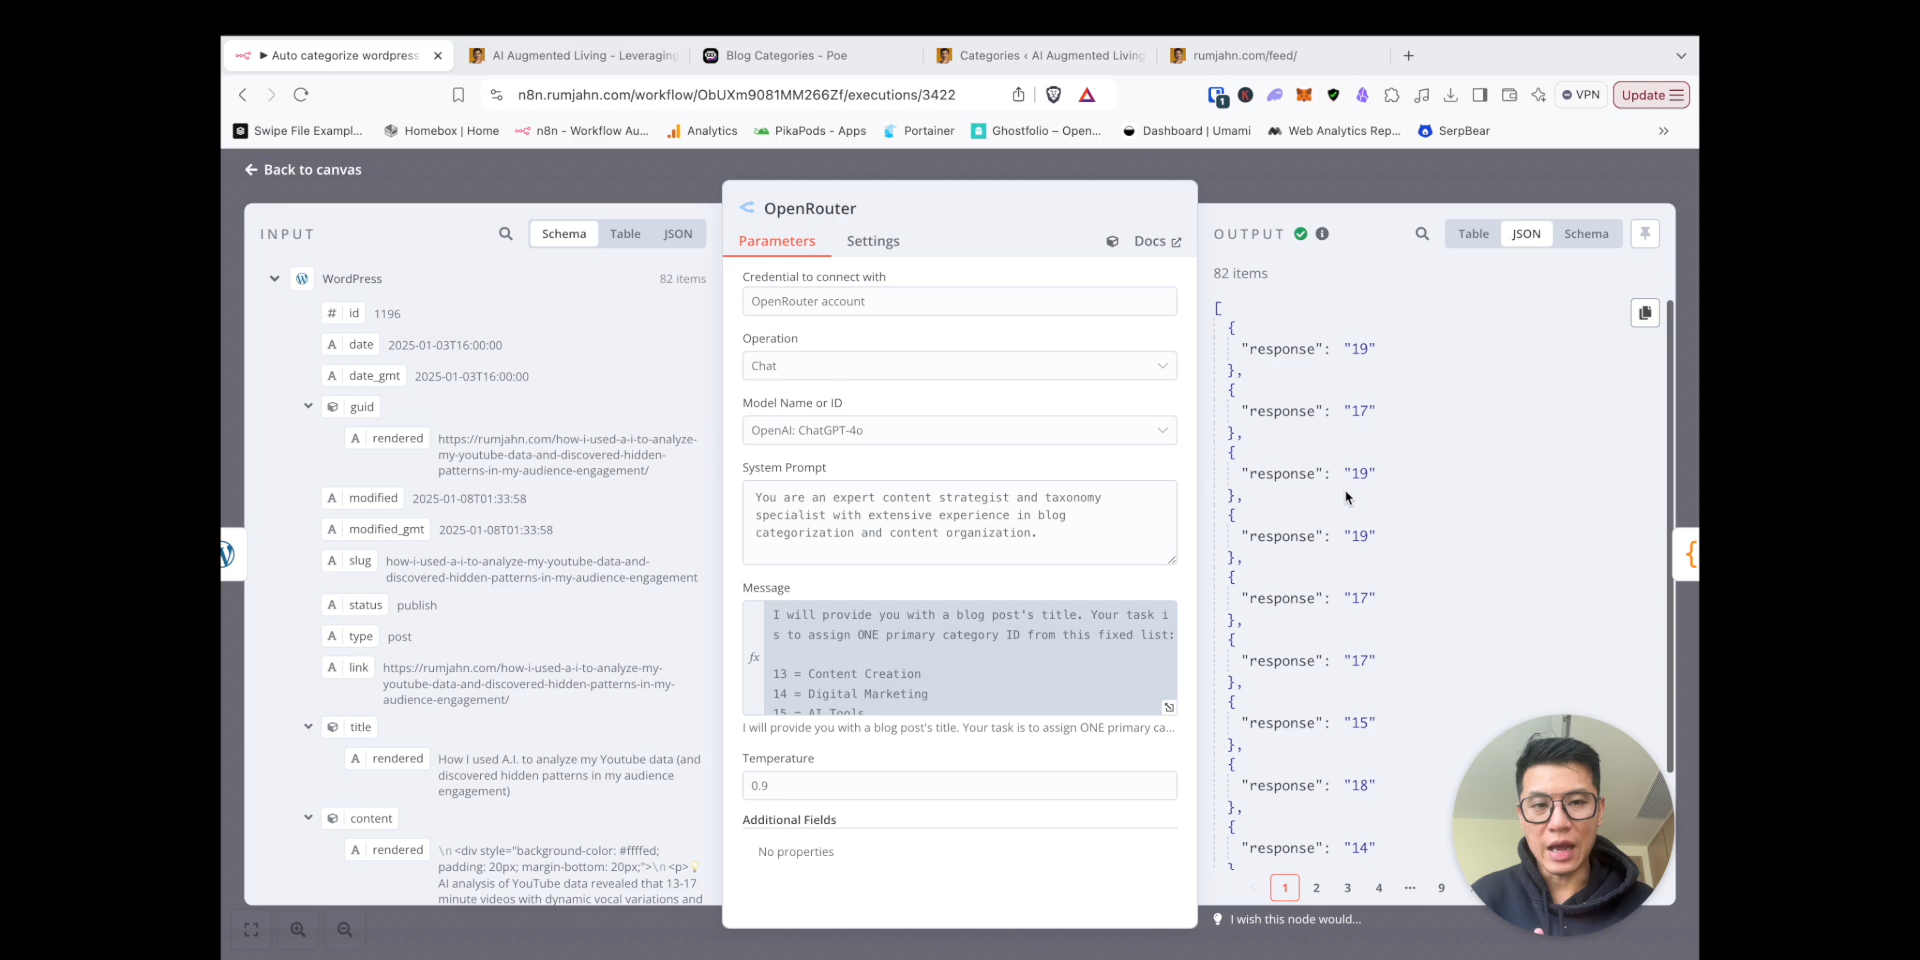 ▶ Auto categorize wordpress
AI Augmented Living - Leveraging
Blog Categories - Poe
Categories ‹ AI Augmented Living
rumjahn.com/feed/
n8n.rumjahn.com/workflow/ObUXm9081MM266Zf/executions/3422
1
VPN
Update
Swipe File Exampl...
Homebox | Home
n8n - Workflow Au...
Analytics
PikaPods - Apps
Portainer
Ghostfolio – Open...
Dashboard | Umami
Web Analytics Rep...
SerpBear
Back to canvas
INPUT
Schema
Table
JSON
WordPress
82 items
# id 1196
A date 2025-01-03T16:00:00
A date_gmt 2025-01-03T16:00:00
guid
A rendered https://rumjahn.com/how-i-used-a-i-to-analyze-
my-youtube-data-and-discovered-hidden-
patterns-in-my-audience-engagement/
A modified 2025-01-08T01:33:58
A modified_gmt 2025-01-08T01:33:58
A slug how-i-used-a-i-to-analyze-my-youtube-data-and-
discovered-hidden-patterns-in-my-audience-engagement
A status publish
A type post
A link https://rumjahn.com/how-i-used-a-i-to-analyze-my-
youtube-data-and-discovered-hidden-patterns-in-my-
audience-engagement/
title
A rendered How I used A.I. to analyze my Youtube data (and
discovered hidden patterns in my audience
engagement)
content
A rendered \n<div style="background-color: #ffffed;
padding: 20px; margin-bottom: 20px;">\n<p>💡
AI analysis of YouTube data revealed that 13-17
minute videos with dynamic vocal variations and
OpenRouter
Parameters
Settings
Docs
Credential to connect with
OpenRouter account
Operation
Chat
Model Name or ID
OpenAI: ChatGPT-4o
System Prompt
You are an expert content strategist and taxonomy
specialist with extensive experience in blog
categorization and content organization.
Message
fx
I will provide you with a blog post's title. Your task i
s to assign ONE primary category ID from this fixed list:
13 = Content Creation
14 = Digital Marketing
15 = AI Tools
I will provide you with a blog post's title. Your task is to assign ONE primary ca...
Temperature
0.9
Additional Fields
No properties
OUTPUT
Table
JSON
Schema
82 items
[
{
"response": "19"
},
{
"response": "17"
},
{
"response": "19"
},
{
"response": "19"
},
{
"response": "17"
},
{
"response": "17"
},
{
"response": "15"
},
{
"response": "18"
},
{
"response": "14"
}
1 2 3 4 ... 9
I wish this node would...